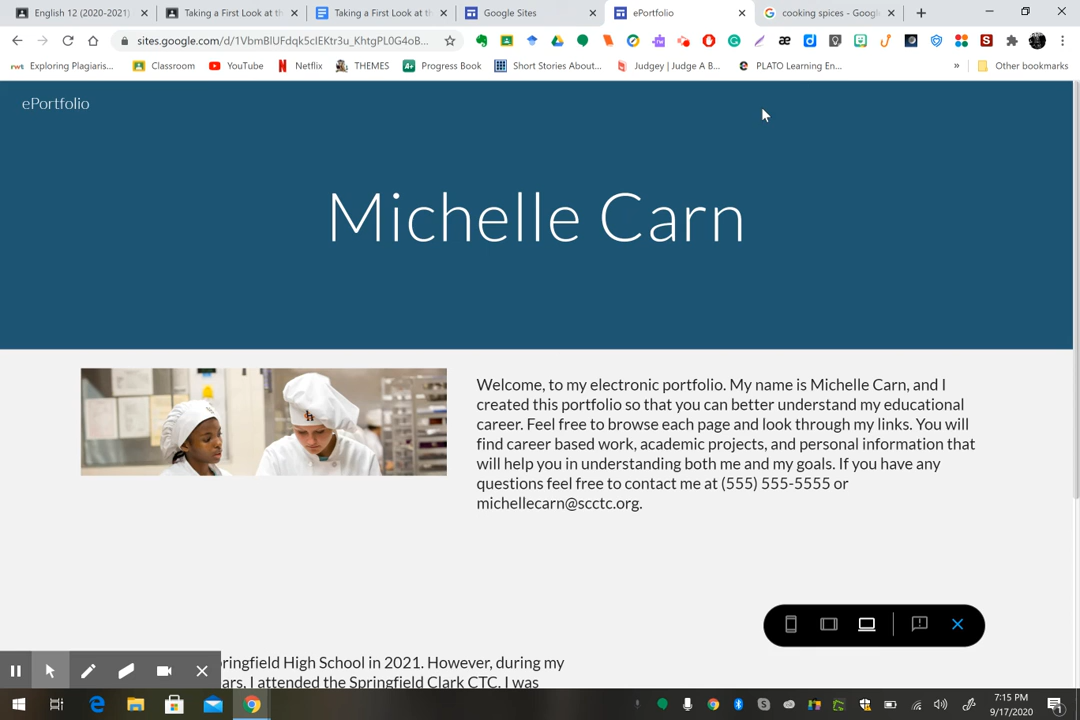 English 12 (2020-2021)
Taking a First Look at th
Taking a First Look at th
Google Sites
ePortfolio
cooking spices - Googl
sites.google.com/d/1VbmBlUFdqk5cIEKtr3u_KhtgPL0G4oB...
Exploring Plagiaris...
Classroom
YouTube
Netflix
THEMES
Progress Book
Short Stories About...
Judgey | Judge A B...
PLATO Learning En...
»
Other bookmarks
ePortfolio
Michelle Carn
Welcome, to my electronic portfolio. My name is Michelle Carn, and I
created this portfolio so that you can better understand my educational
career. Feel free to browse each page and look through my links. You will
find career based work, academic projects, and personal information that
will help you in understanding both me and my goals. If you have any
questions feel free to contact me at (555) 555-5555 or
michellecarn@scctc.org.
pringfield High School in 2021. However, during my
ears, I attended the Springfield Clark CTC. I was
7:15 PM
9/17/2020